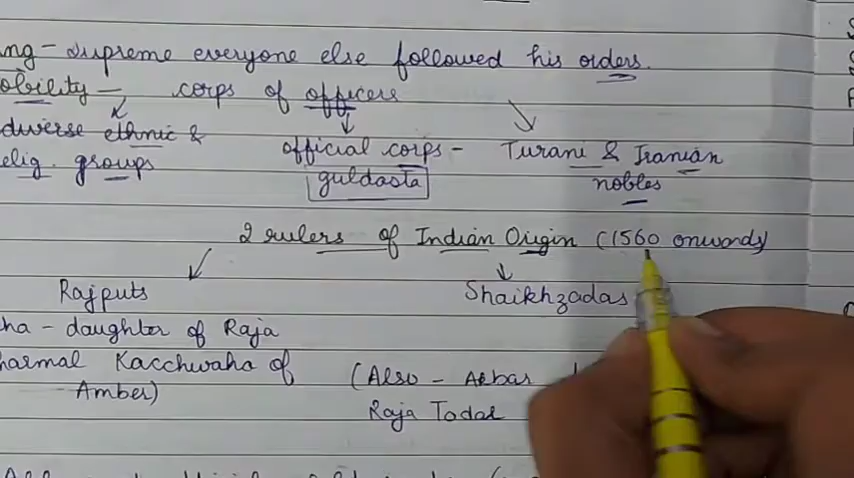 ng - supreme everyone else followed his orders.
obility - corps of officers
diverse ethnic &
elig. groups
official corps -
guldasta
Turani & Iranian
nobles
2 rulers of Indian Origin (1560 onwards)
Rajputs
Shaikhzadas
ha - daughter of Raja
harmal Kacchwaha of
Amber)
(Also - Akbar
Raja Todal